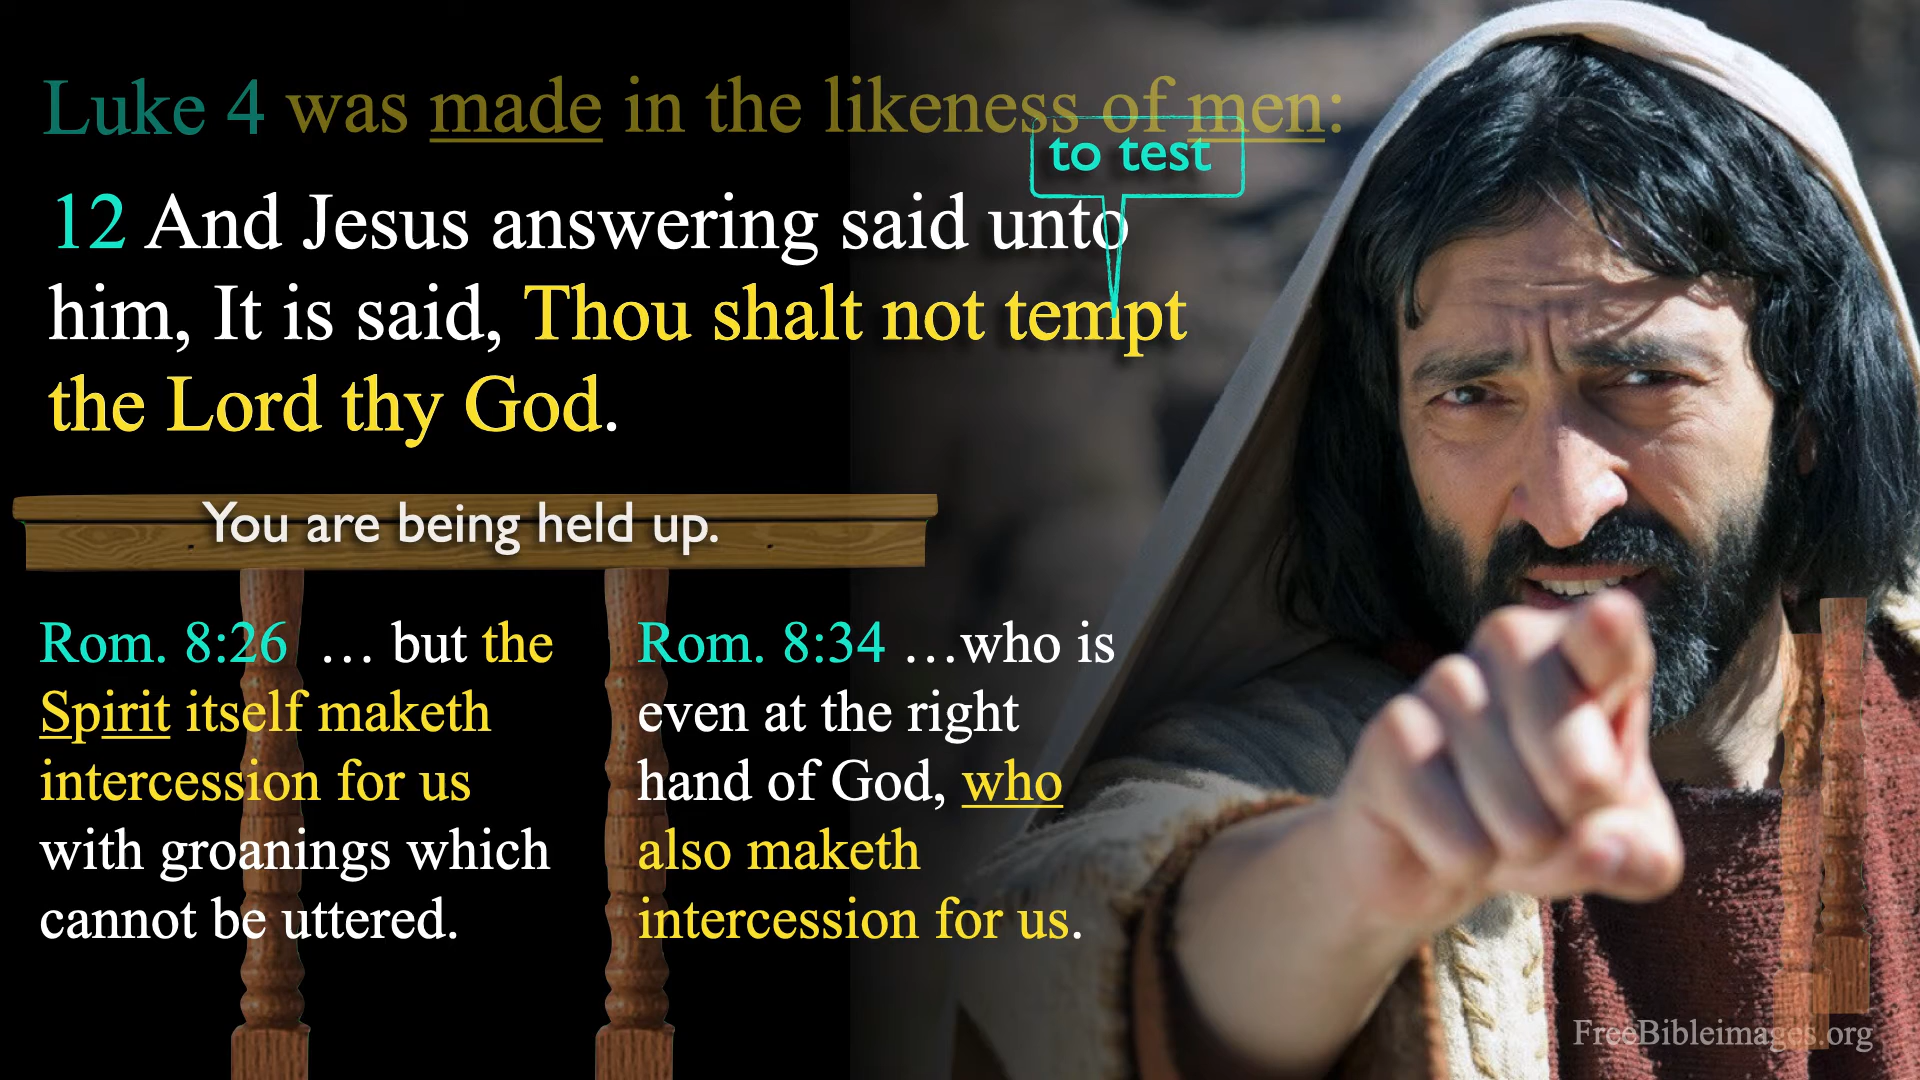 Luke 4 was made in the likeness of men:
to test
12 And Jesus answering said unto
him, It is said, Thou shalt not tempt
the Lord thy God.
You are being held up.
Rom. 8:26 … but the
Spirit itself maketh
intercession for us
with groanings which
cannot be uttered.
Rom. 8:34 …who is
even at the right
hand of God, who
also maketh
intercession for us.
FreeBibleimages.org